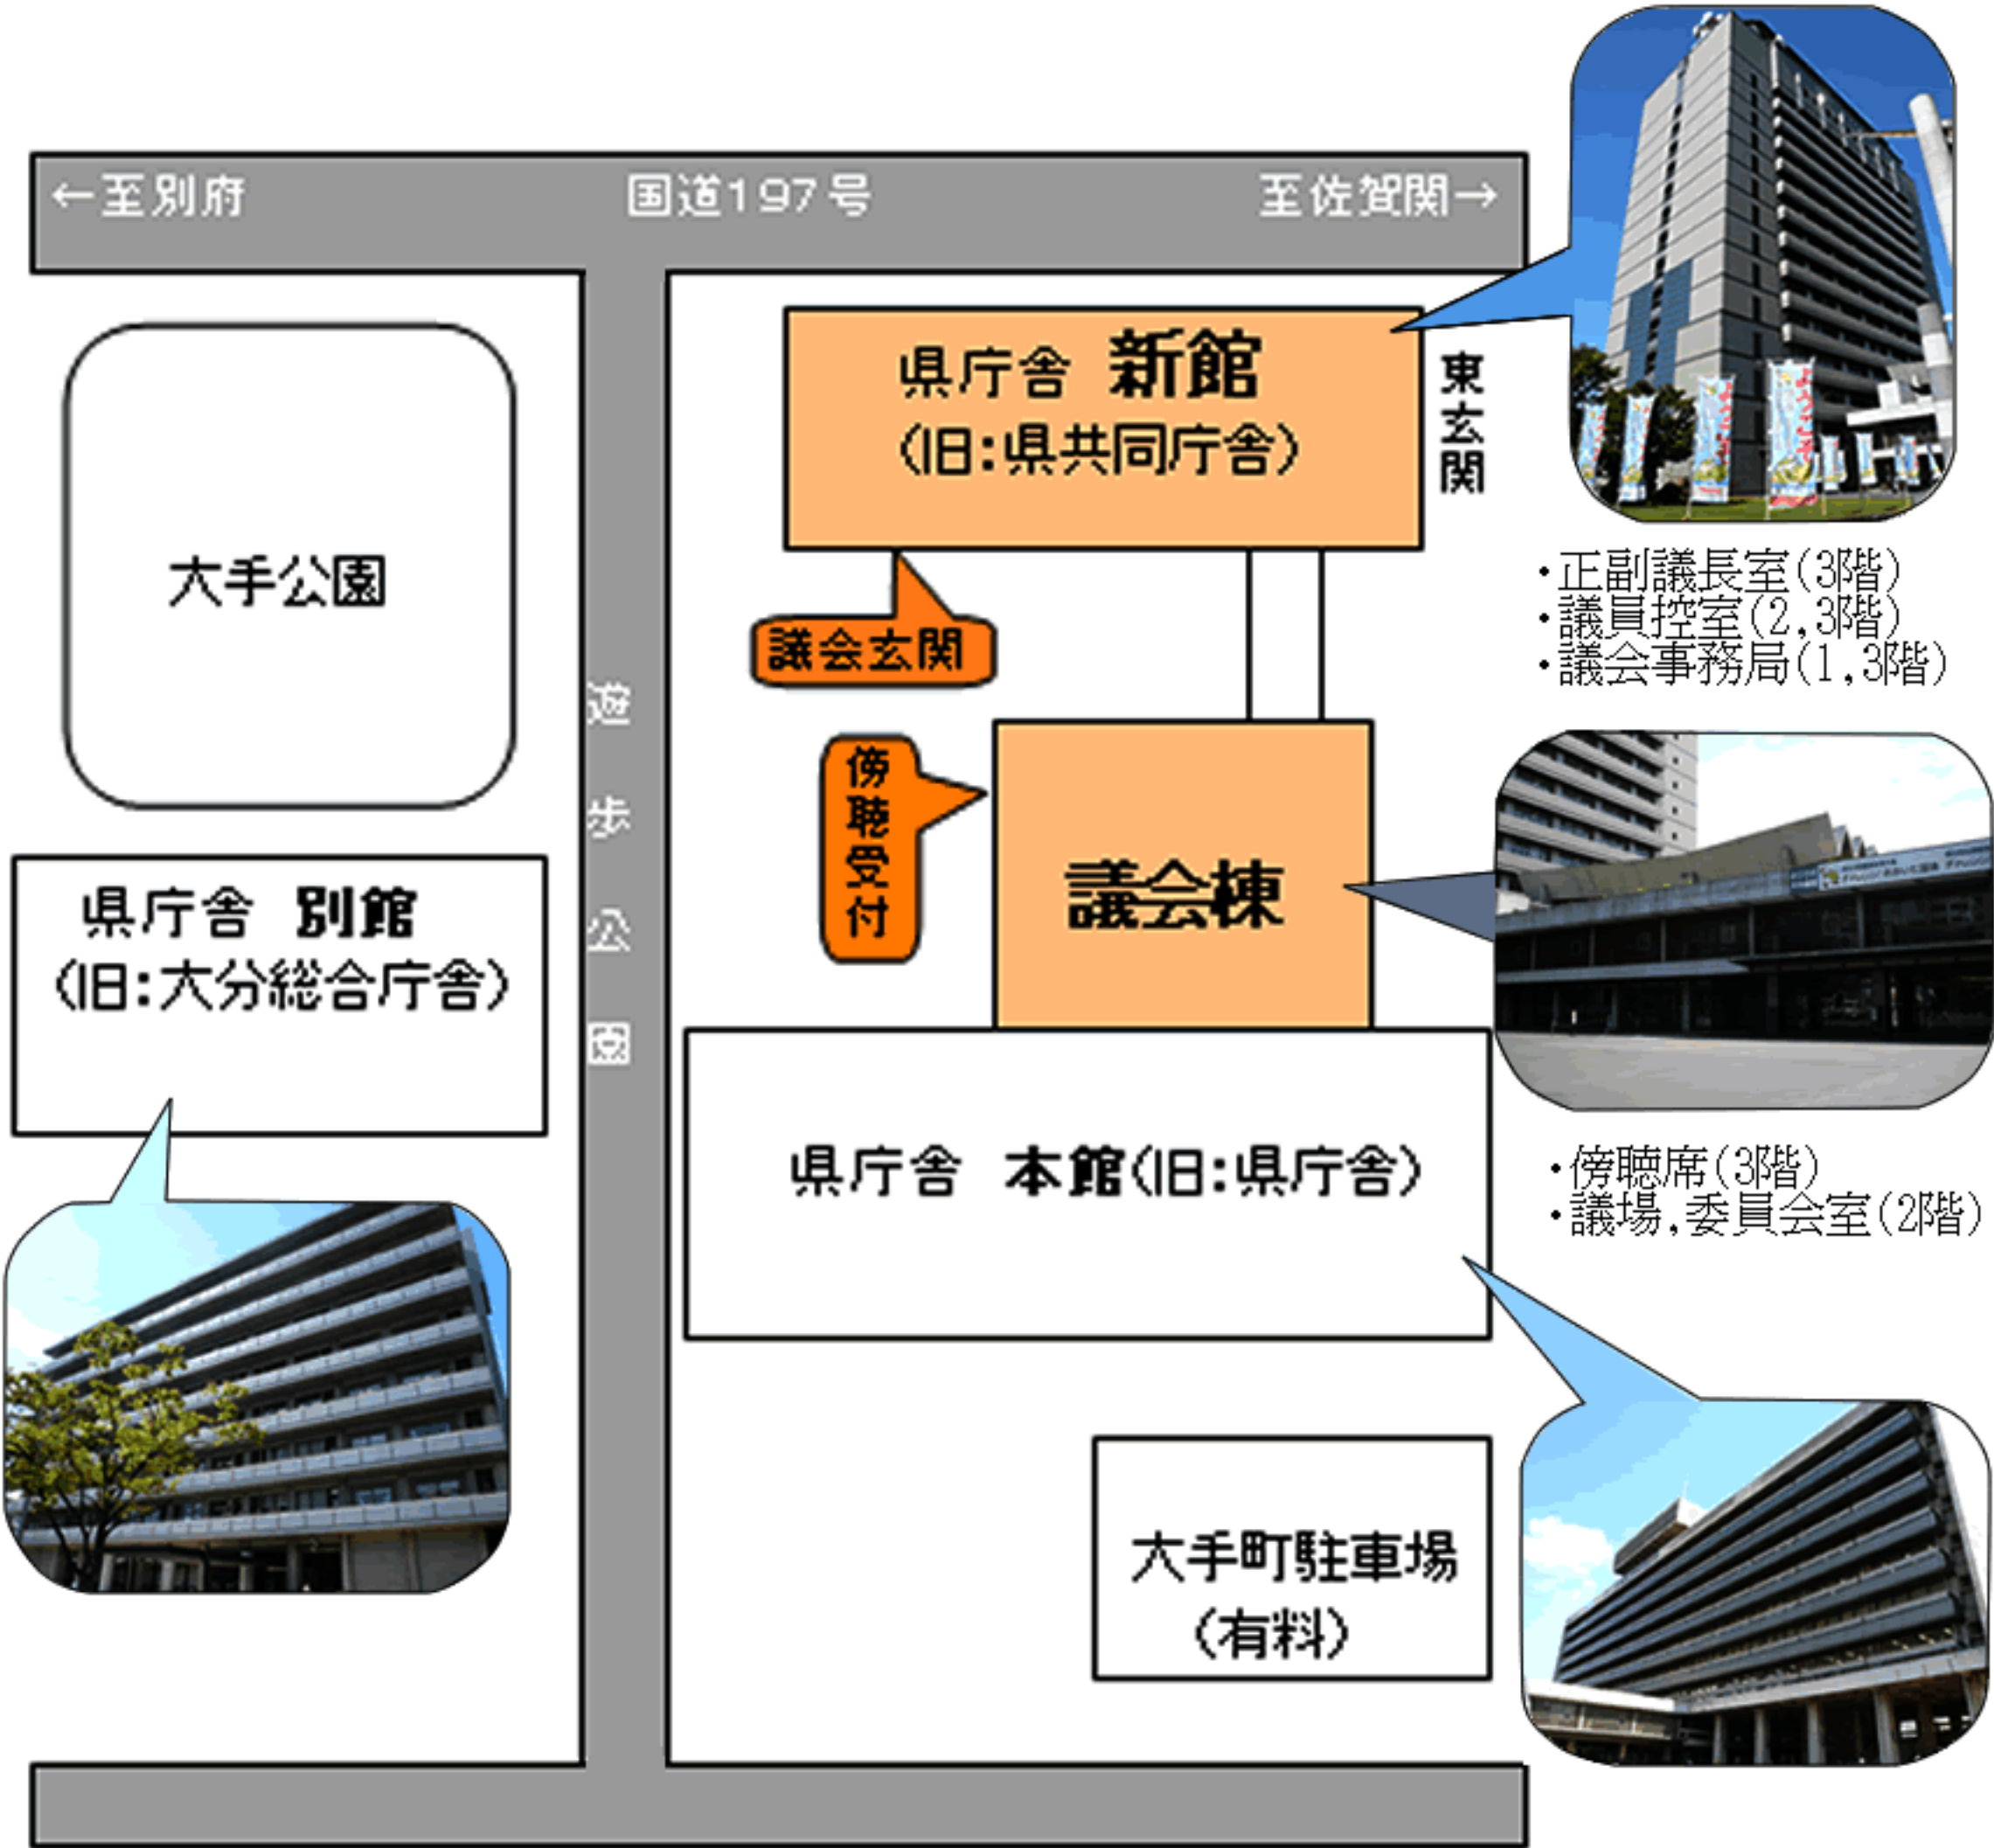 ←至別府 国道197号 至佐賀関→
県庁舎 新館
(旧:県共同庁舎)
東玄関
大手公園
議会玄関
・正副議長室(3階)
・議員控室(2,3階)
・議会事務局(1,3階)
遊歩公園
傍聴受付
議会棟
県庁舎 別館
(旧:大分総合庁舎)
県庁舎 本館(旧:県庁舎)
・傍聴席(3階)
・議場,委員会室(2階)
大手町駐車場
(有料)